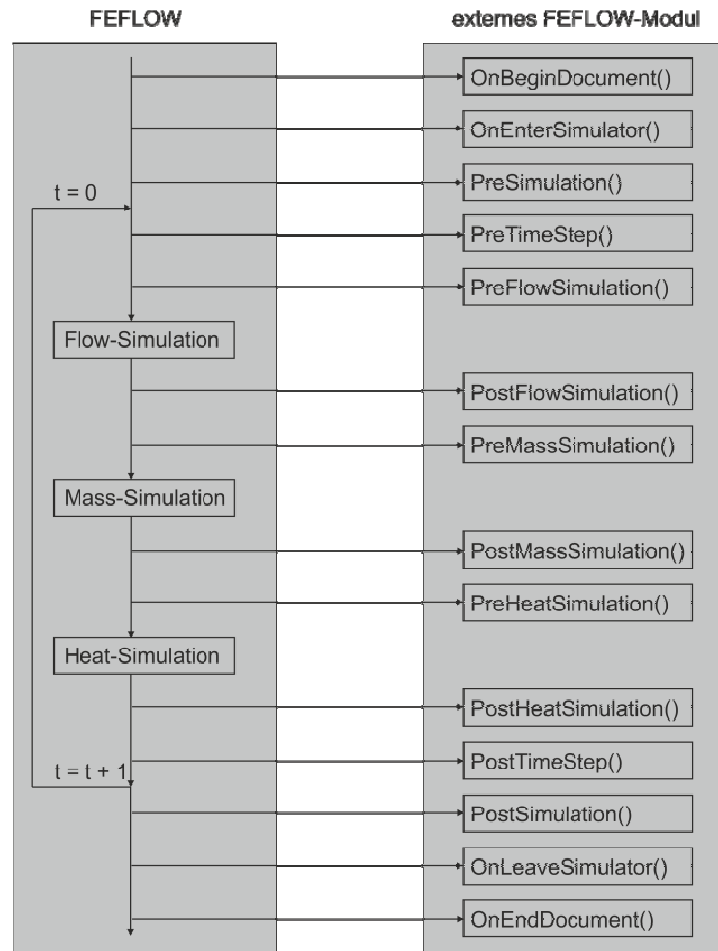 FEFLOW
externes FEFLOW-Modul
OnBeginDocument()
OnEnterSimulator()
PreSimulation()
t = 0
PreTimeStep()
PreFlowSimulation()
Flow-Simulation
PostFlowSimulation()
PreMassSimulation()
Mass-Simulation
PostMassSimulation()
PreHeatSimulation()
Heat-Simulation
PostHeatSimulation()
PostTimeStep()
t = t + 1
PostSimulation()
OnLeaveSimulator()
OnEndDocument()